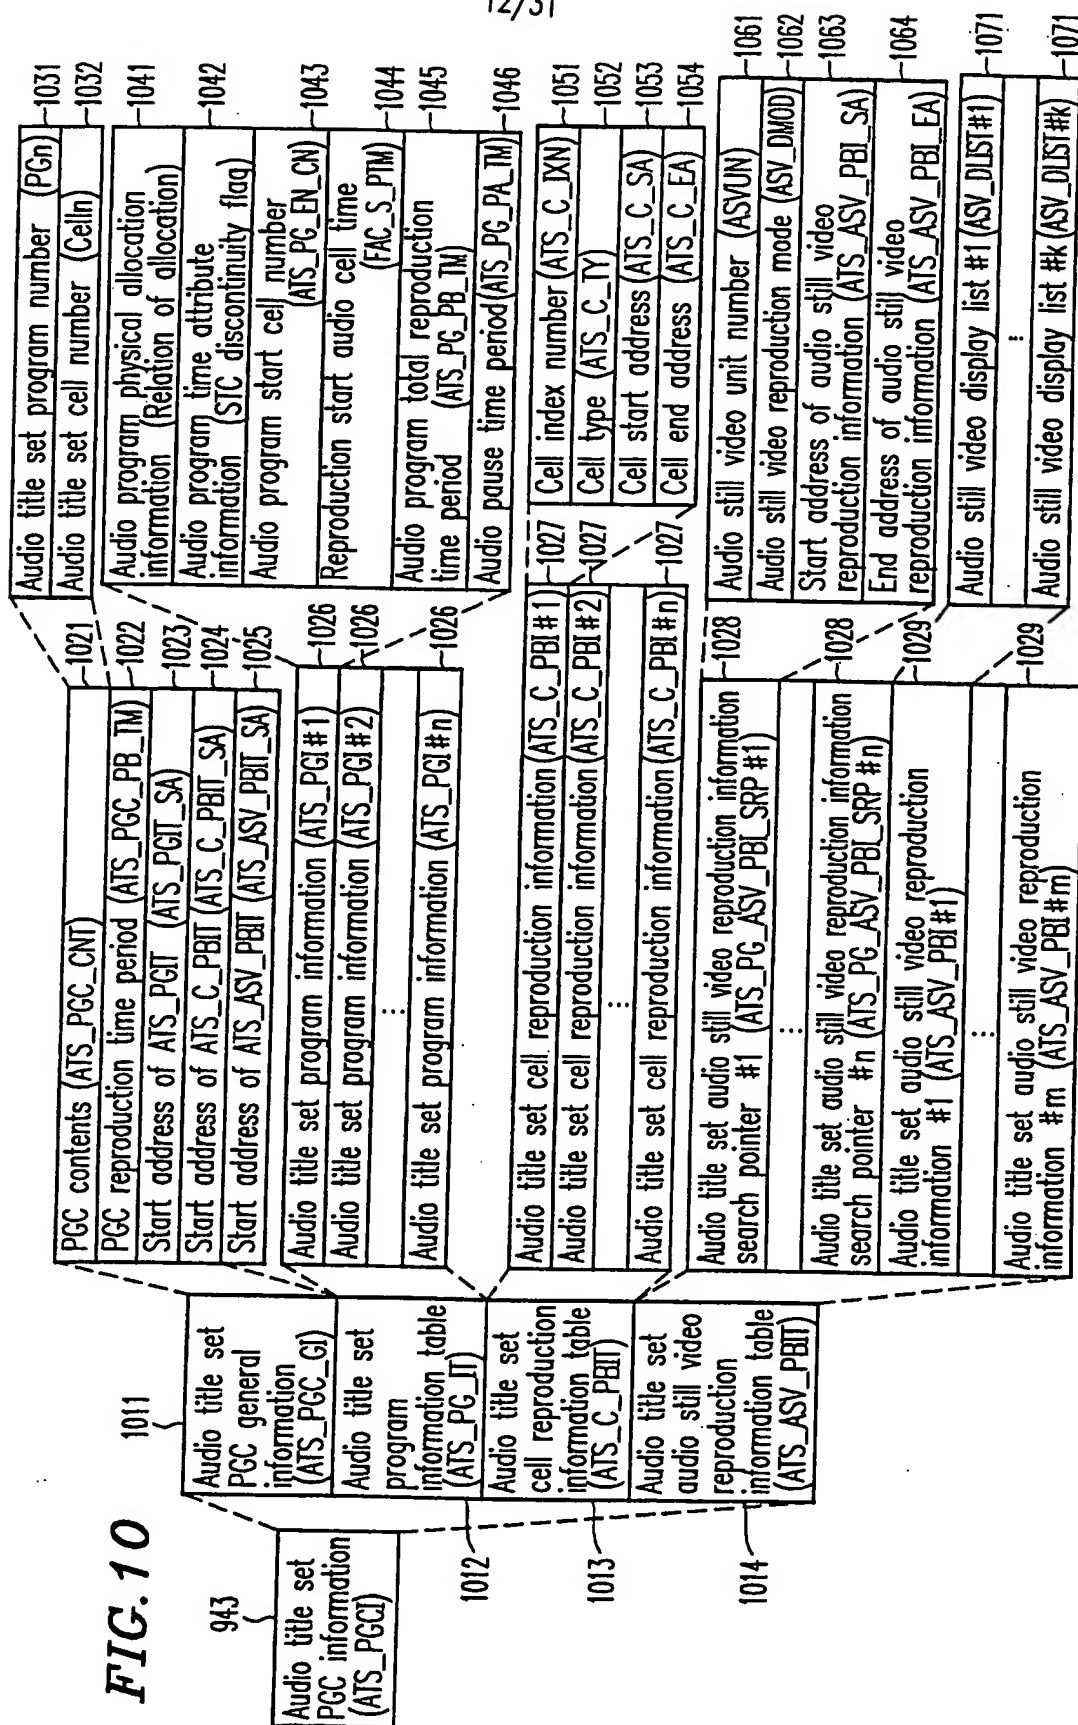 12/31
FIG.10
943
Audio title set
PGC information
(ATS_PGCI)
1011
Audio title set
PGC general
information
(ATS_PGC_GI)
Audio title set
program
information table
(ATS_PG_IT)
1012
Audio title set
cell reproduction
information table
(ATS_C_PBIT)
1013
Audio title set
audio still video
reproduction
information table
(ATS_ASV_PBIT)
1014
PGC contents (ATS_PGC_CNT)
1021
PGC reproduction time period (ATS_PGC_PB_TM)
1022
Start address of ATS_PGIT (ATS_PGIT_SA)
1023
Start address of ATS_C_PBIT (ATS_C_PBIT_SA)
1024
Start address of ATS_ASV_PBIT (ATS_ASV_PBIT_SA)
1025
Audio title set program information (ATS_PGI#1)
1026
Audio title set program information (ATS_PGI#2)
1026
⋮
Audio title set program information (ATS_PGI#n)
1026
Audio title set cell reproduction information (ATS_C_PBI#1)
1027
Audio title set cell reproduction information (ATS_C_PBI#2)
1027
⋮
Audio title set cell reproduction information (ATS_C_PBI#n)
1027
Audio title set audio still video reproduction information
search pointer #1 (ATS_PG_ASV_PBI_SRP#1)
1028
⋮
Audio title set audio still video reproduction information
search pointer #n (ATS_PG_ASV_PBI_SRP#n)
1028
Audio title set audio still video reproduction
information #1 (ATS_ASV_PBI#1)
1029
⋮
Audio title set audio still video reproduction
information #m (ATS_ASV_PBI#m)
1029
Audio title set program number (PGn)
1031
Audio title set cell number (Celln)
1032
Audio program physical allocation
information (Relation of allocation)
1041
Audio program time attribute
information (STC discontinuity flag)
1042
Audio program start cell number
(ATS_PG_EN_CN)
1043
Reproduction start audio cell time
(FAC_S_PTM)
1044
Audio program total reproduction
time period (ATS_PG_PB_TM)
1045
Audio pause time period (ATS_PG_PA_TM)
1046
Cell index number (ATS_C_IXN)
1051
Cell type (ATS_C_TY)
1052
Cell start address (ATS_C_SA)
1053
Cell end address (ATS_C_EA)
1054
Audio still video unit number (ASVUN)
1061
Audio still video reproduction mode (ASV_DMOD)
1062
Start address of audio still video
reproduction information (ATS_ASV_PBI_SA)
1063
End address of audio still video
reproduction information (ATS_ASV_PBI_EA)
1064
Audio still video display list #1 (ASV_DLIST#1)
1071
⋮
Audio still video display list #k (ASV_DLIST#k)
1071